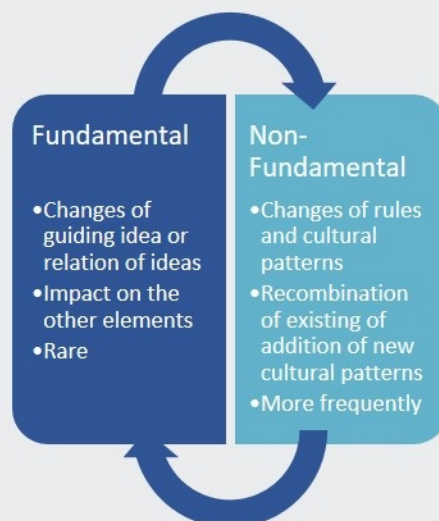 Fundamental
•Changes of
guiding idea or
relation of ideas
•Impact on the
other elements
•Rare
Non-
Fundamental
•Changes of rules
and cultural
patterns
•Recombination
of existing of
addition of new
cultural patterns
•More frequently